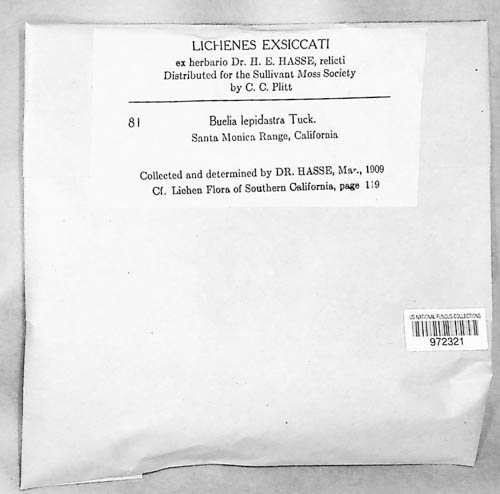 LICHENES EXSICCATI
ex herbario Dr. H. E. HASSE, relicti
Distributed for the Sullivant Moss Society
by C. C. Plitt
81 Buelia lepidastra Tuck.
Santa Monica Range, California
Collected and determined by DR. HASSE, Mar., 1909
Cf. Lichen Flora of Southern California, page 119
US NATIONAL FUNGUS COLLECTIONS
972321